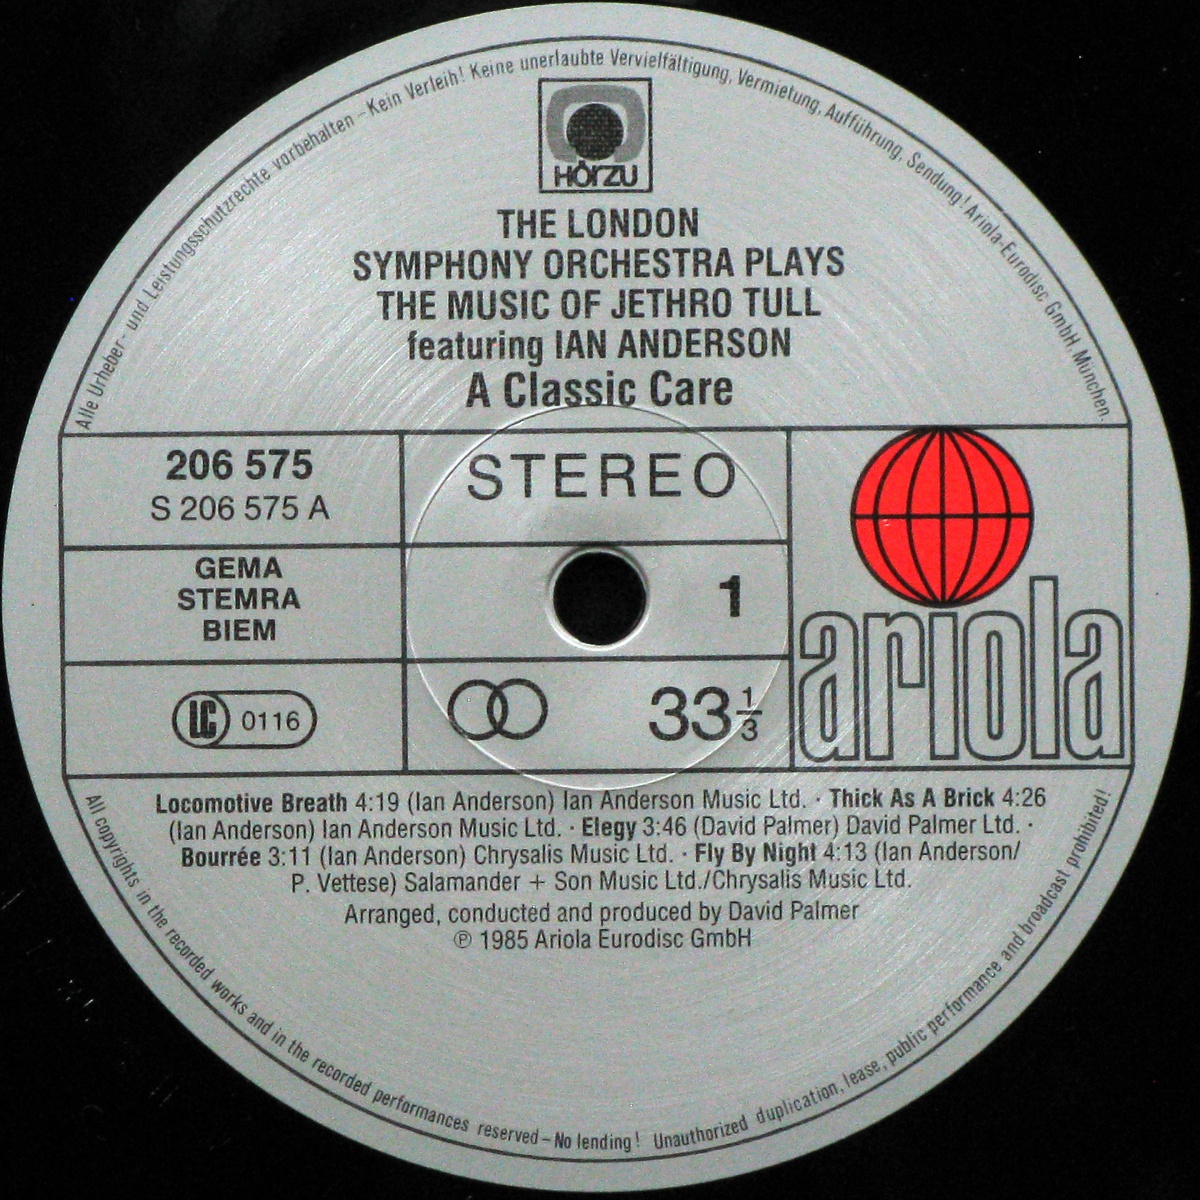 Alle Urheber- und Leistungsschutzrechte vorbehalten – Kein Verleih! Keine unerlaubte Vervielfältigung, Vermietung, Aufführung, Sendung! Ariola-Eurodisc GmbH, München.
HÖRZU
THE LONDON
SYMPHONY ORCHESTRA PLAYS
THE MUSIC OF JETHRO TULL
featuring IAN ANDERSON
A Classic Care
206 575
S 206 575 A
STEREO
GEMA
STEMRA
BIEM
1
LC 0116
33 1/3
ariola
Locomotive Breath 4:19 (Ian Anderson) Ian Anderson Music Ltd. · Thick As A Brick 4:26
(Ian Anderson) Ian Anderson Music Ltd. · Elegy 3:46 (David Palmer) David Palmer Ltd. ·
Bourrée 3:11 (Ian Anderson) Chrysalis Music Ltd. · Fly By Night 4:13 (Ian Anderson/
P. Vettese) Salamander + Son Music Ltd./Chrysalis Music Ltd.
Arranged, conducted and produced by David Palmer
℗ 1985 Ariola Eurodisc GmbH
All copyrights in the recorded works and in the recorded performances reserved – No lending! Unauthorized duplication, lease, public performance and broadcast prohibited!